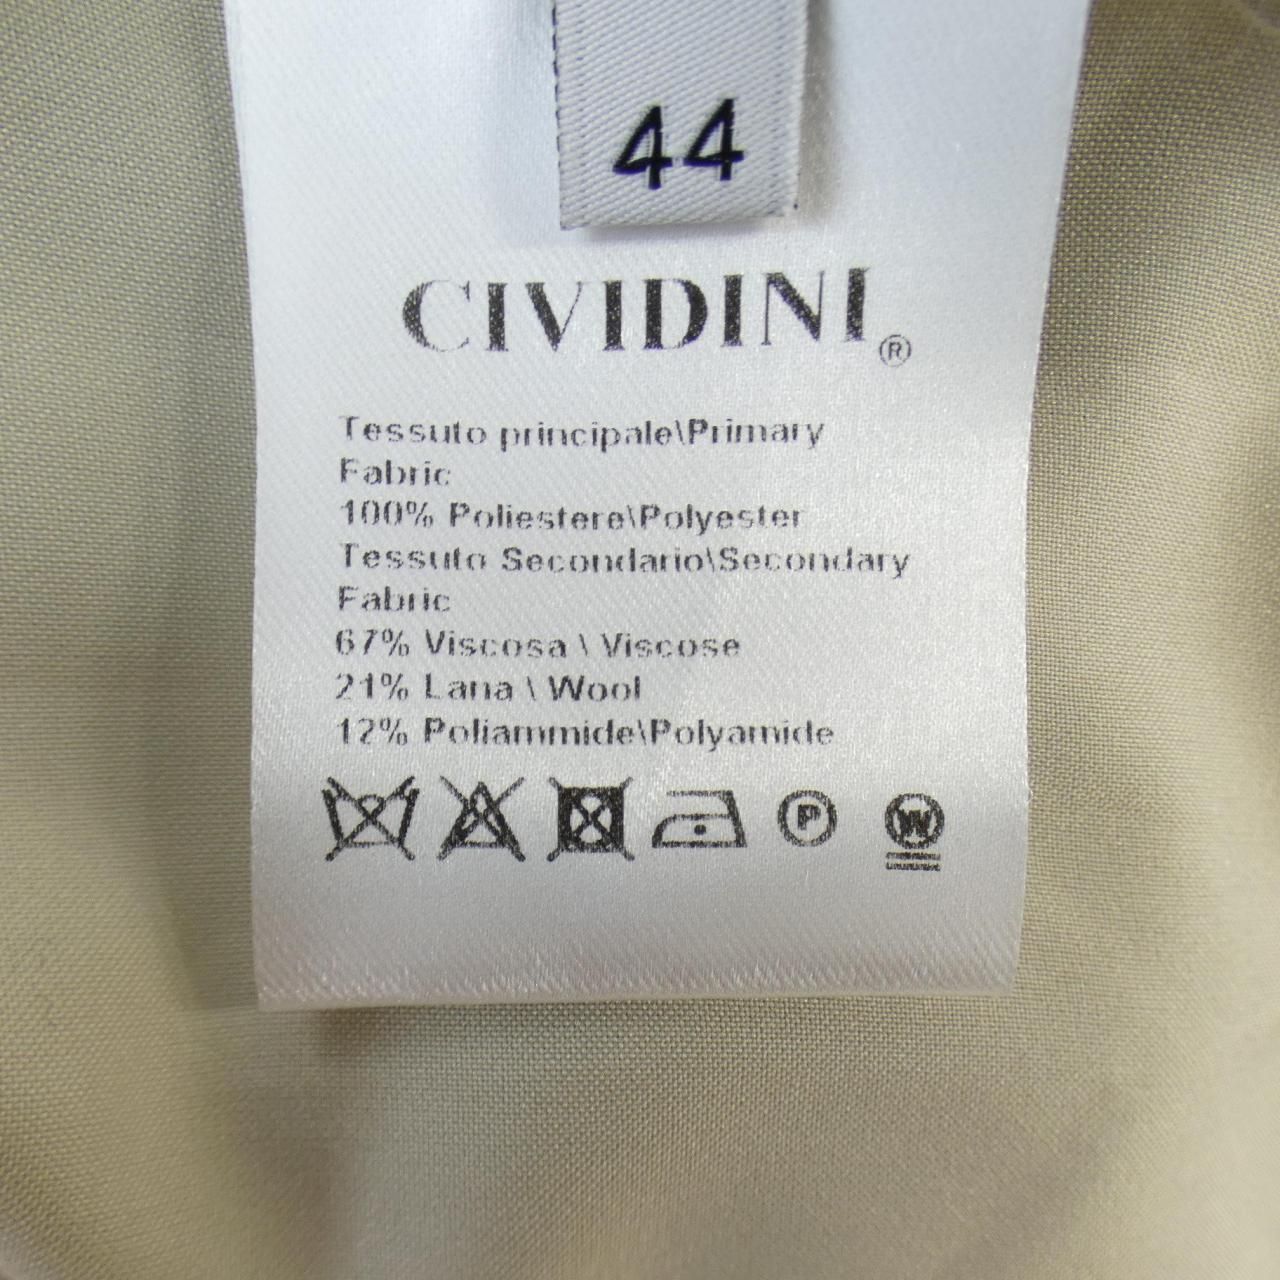 44
CIVIDINI®
Tessuto principale\Primary
Fabric
100% Poliestere\Polyester
Tessuto Secondario\Secondary
Fabric
67% Viscosa \ Viscose
21% Lana \ Wool
12% Poliammide\Polyamide
P W